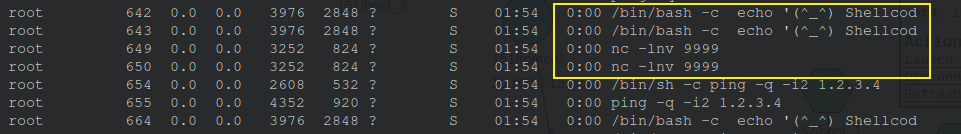 root 642 0.0 0.0 3976 2848 ? S 01:54 0:00 /bin/bash -c echo '(^_^) Shellcod
root 643 0.0 0.0 3976 2848 ? S 01:54 0:00 /bin/bash -c echo '(^_^) Shellcod
root 649 0.0 0.0 3252 824 ? S 01:54 0:00 nc -lnv 9999
root 650 0.0 0.0 3252 824 ? S 01:54 0:00 nc -lnv 9999
root 654 0.0 0.0 2608 532 ? S 01:54 0:00 /bin/sh -c ping -q -i2 1.2.3.4
root 655 0.0 0.0 4352 920 ? S 01:54 0:00 ping -q -i2 1.2.3.4
root 664 0.0 0.0 3976 2848 ? S 01:54 0:00 /bin/bash -c echo '(^_^) Shellcod